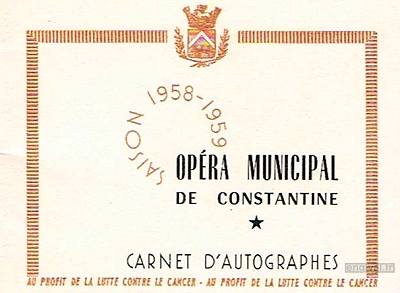 SAISON 1958-1959
OPÉRA MUNICIPAL
DE CONSTANTINE
★
CARNET D'AUTOGRAPHES
AU PROFIT DE LA LUTTE CONTRE LE CANCER - AU PROFIT DE LA LUTTE CONTRE LE CANCER